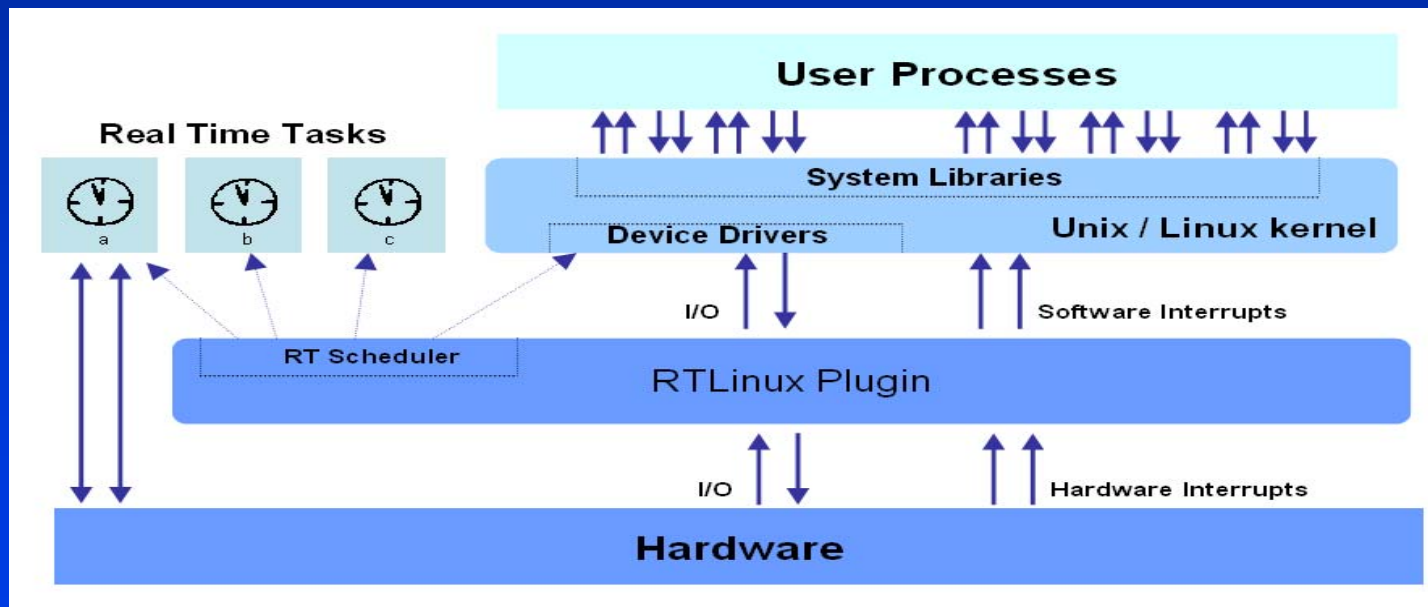 User Processes
Real Time Tasks
a
b
c
System Libraries
Unix / Linux kernel
Device Drivers
I/O
Software Interrupts
RT Scheduler
RTLinux Plugin
I/O
Hardware Interrupts
Hardware